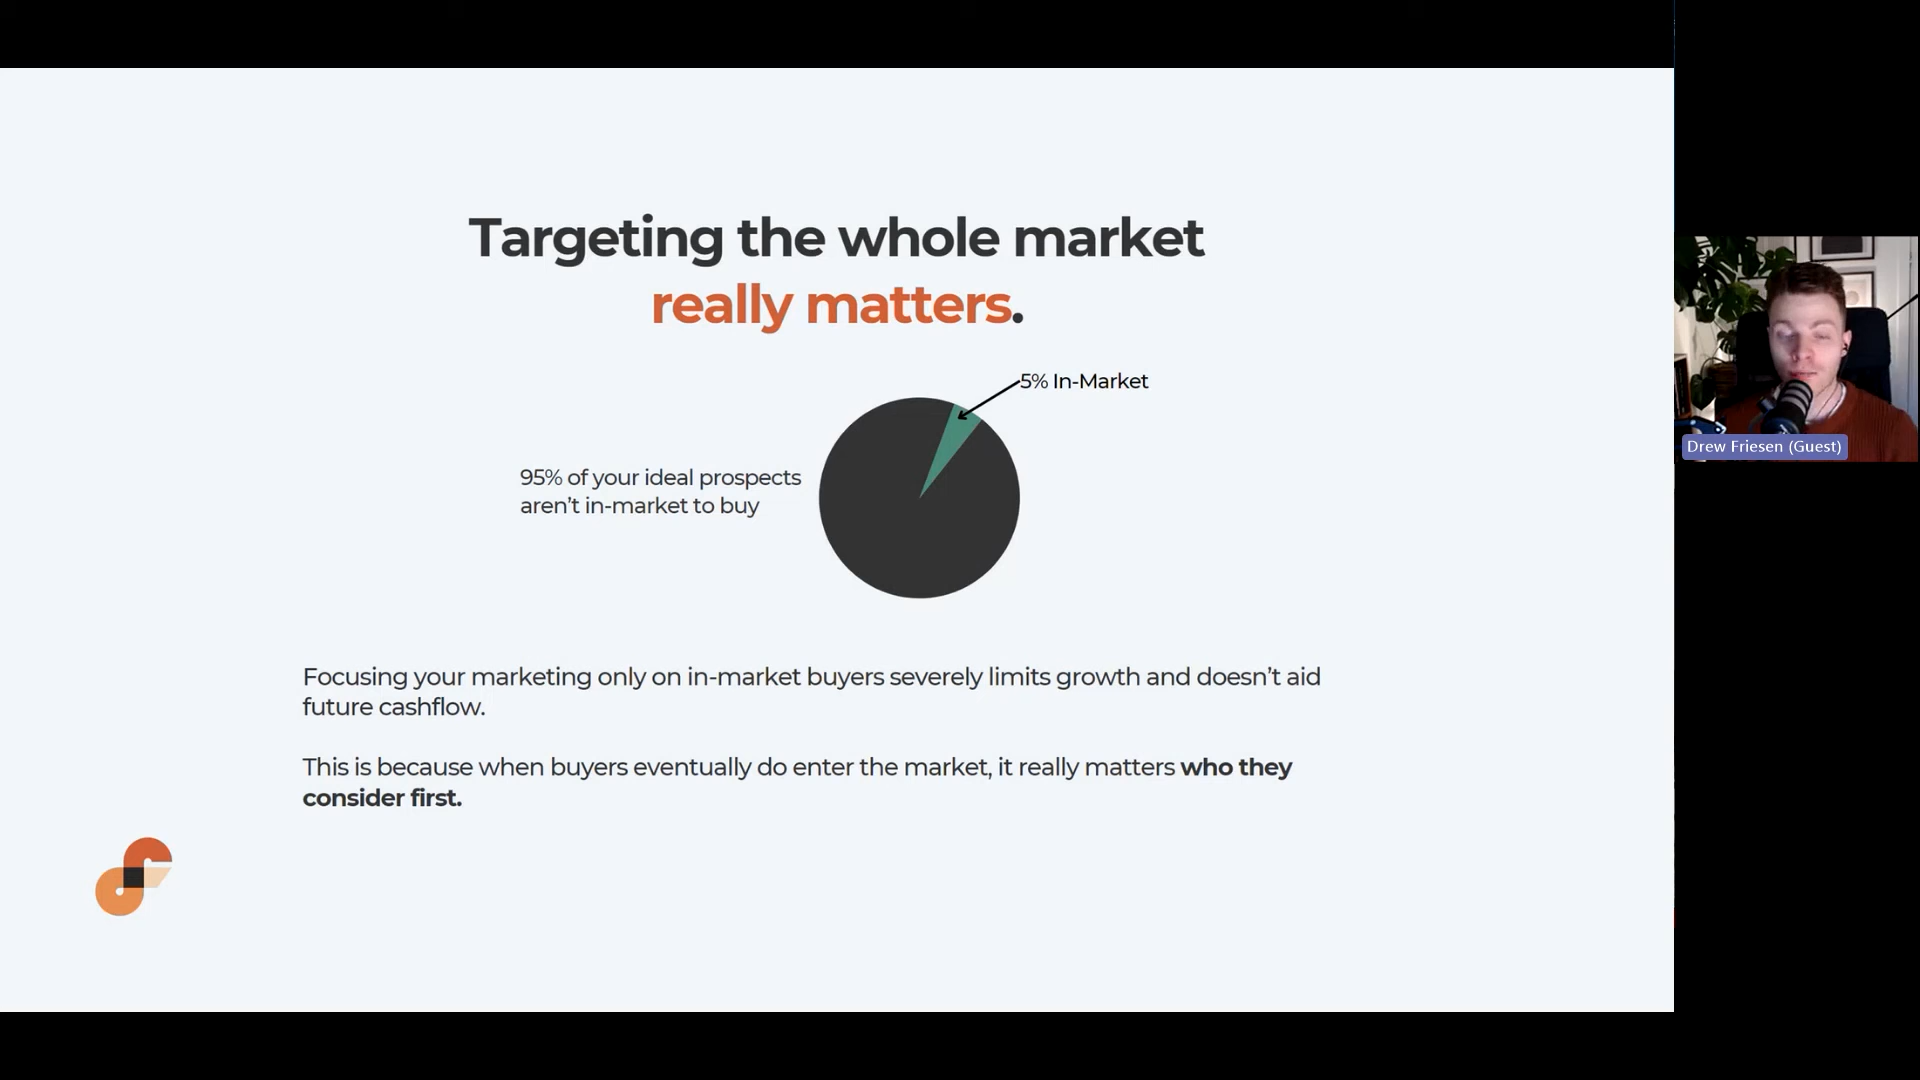 Targeting the whole market
really matters.
5% In-Market
95% of your ideal prospects
aren't in-market to buy
Focusing your marketing only on in-market buyers severely limits growth and doesn't aid
future cashflow.
This is because when buyers eventually do enter the market, it really matters who they
consider first.
Drew Friesen (Guest)